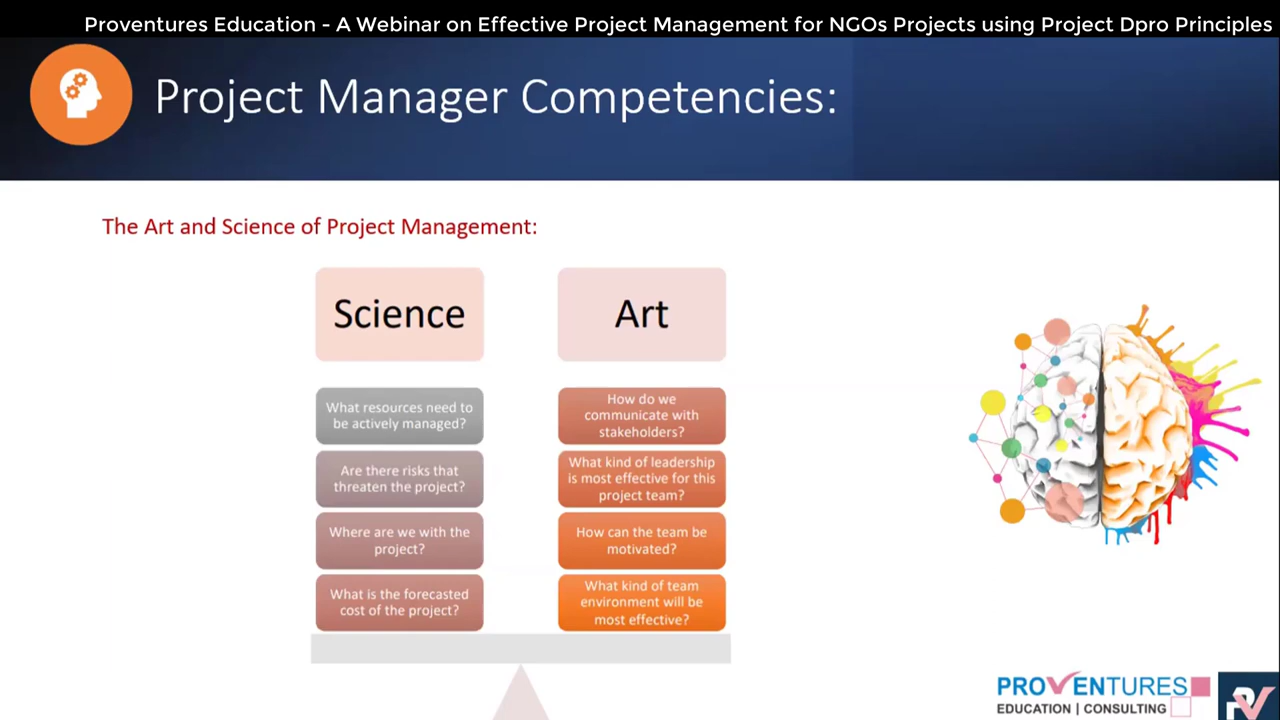 Proventures Education - A Webinar on Effective Project Management for NGOs Projects using Project Dpro Principles
Project Manager Competencies:
The Art and Science of Project Management:
Science
What resources need to
be actively managed?
Are there risks that
threaten the project?
Where are we with the
project?
What is the forecasted
cost of the project?
Art
How do we
communicate with
stakeholders?
What kind of leadership
is most effective for this
project team?
How can the team be
motivated?
What kind of team
environment will be
most effective?
PROVENTURES
EDUCATION | CONSULTING
PV